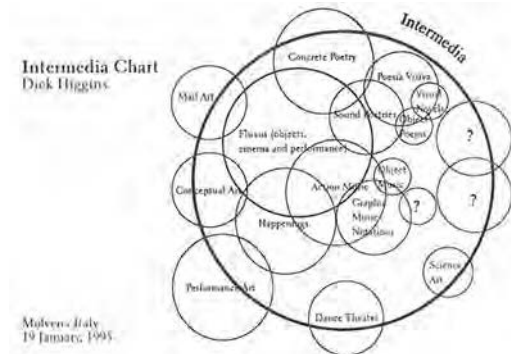 Intermedia Chart
Dick Higgins
Intermedia
Concrete Poetry
Mail Art
Poesia Visiva
Visual
Novels
Sound Poetries
Object
Poems
Fluxus (objects,
cinema and performance)
?
Conceptual Art
Action Music
Object
Music
Graphic
Music
Notations
?
?
Happenings
Science
Art
Performance Art
Dance Theater
Italy
19 January, 1995